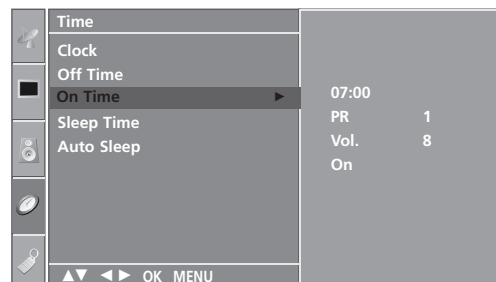 Time
Clock
Off Time
On Time ►
Sleep Time
Auto Sleep
07:00
PR 1
Vol. 8
On
▲▼ ◄► OK MENU